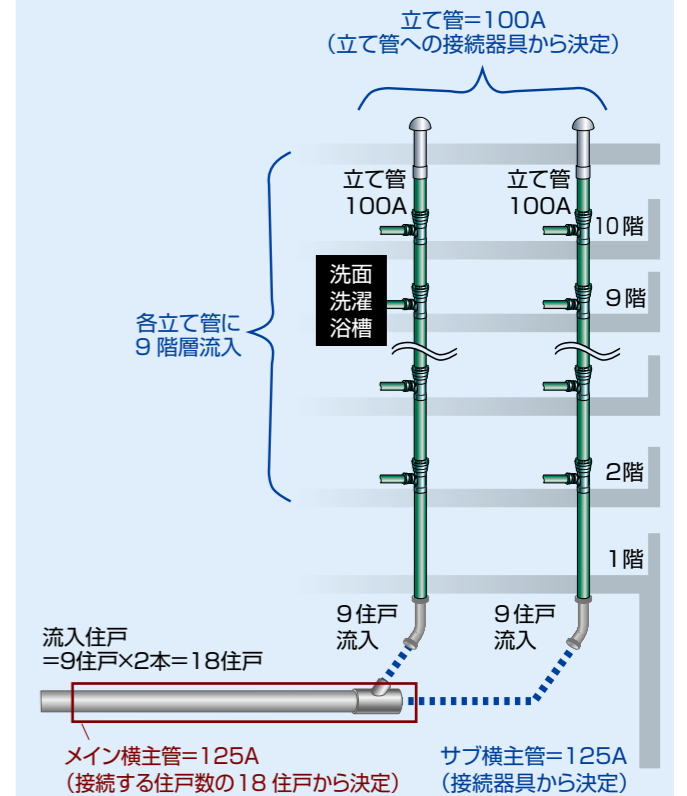 立て管=100A
（立て管への接続器具から決定）
立て管
100A
立て管
100A
10階
洗面
洗濯
浴槽
9階
各立て管に
9階層流入
2階
1階
9住戸
流入
9住戸
流入
流入住戸
=9住戸×2本=18住戸
メイン横主管=125A
（接続する住戸数の18住戸から決定）
サブ横主管=125A
（接続器具から決定）